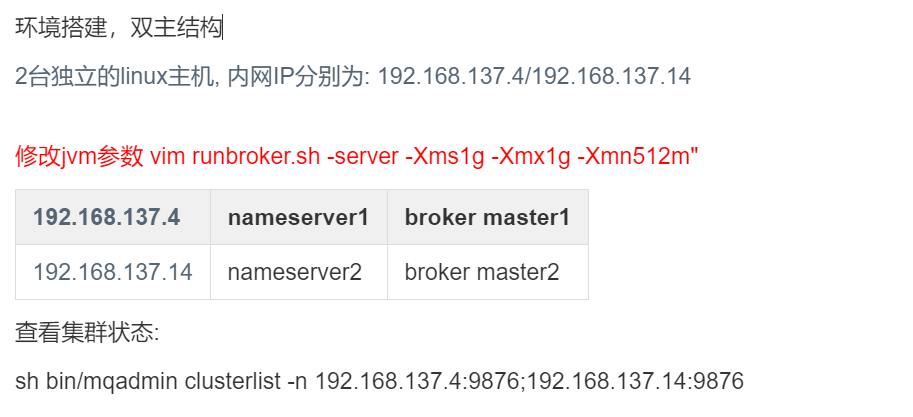 环境搭建，双主结构
2台独立的linux主机, 内网IP分别为: 192.168.137.4/192.168.137.14
修改jvm参数 vim runbroker.sh -server -Xms1g -Xmx1g -Xmn512m"
192.168.137.4 nameserver1 broker master1
192.168.137.14 nameserver2 broker master2
查看集群状态:
sh bin/mqadmin clusterlist -n 192.168.137.4:9876;192.168.137.14:9876